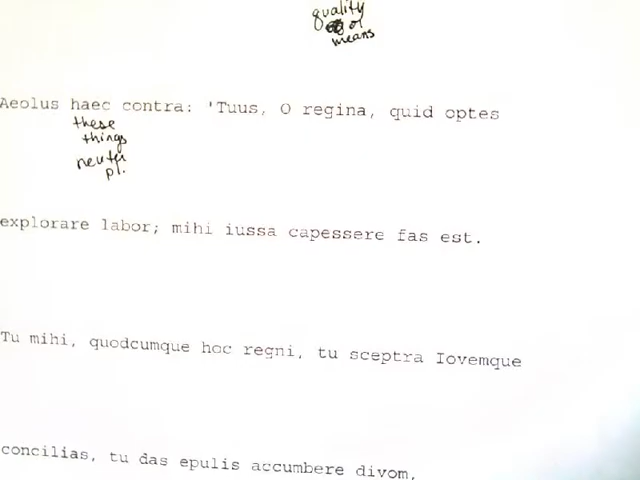 quality
or
means
Aeolus haec contra: 'Tuus, O regina, quid optes
these
things
neuter
pl.
explorare labor; mihi iussa capessere fas est.
Tu mihi, quodcumque hoc regni, tu sceptra Iovemque
concilias, tu das epulis accumbere divom,